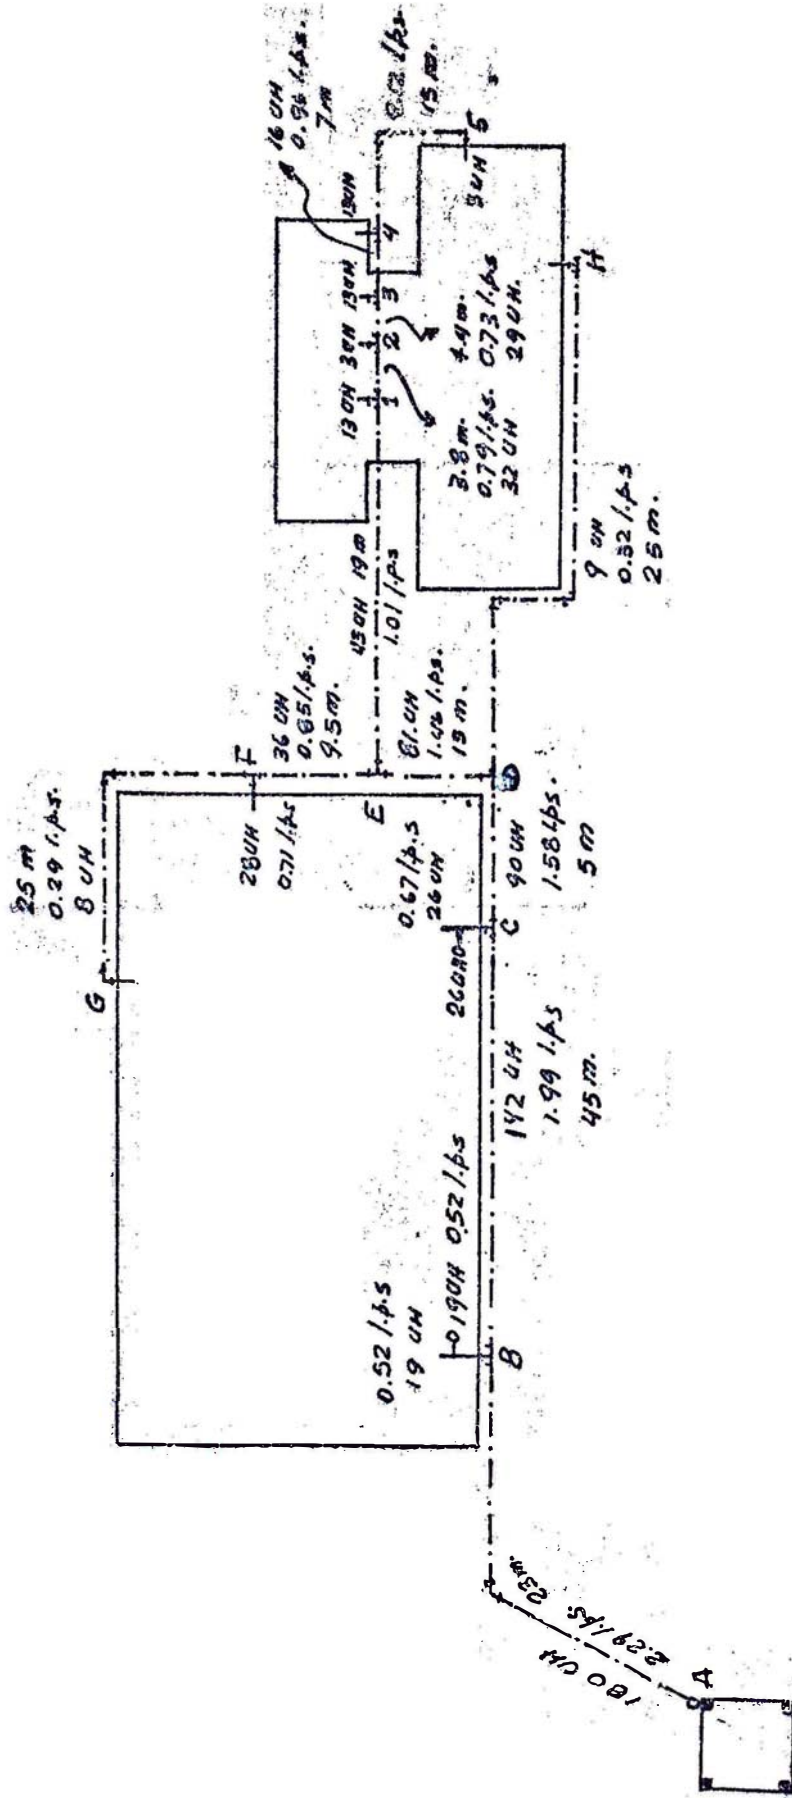 25 m
0.29 l.p.s.
8 UH
G
28 UH
0.71 l.p.s
F
36 UH
0.85 l.p.s.
9.5 m.
E
0.67 l.p.s
26 UH
81. UH
1.46 l.p.s.
13 m.
D
C
90 UH
1.58 l.p.s.
5 m
0.52 l.p.s
19 UH
19 UH 0.52 l.p.s
B
1.99 l.p.s
45 m.
180 UH
2.29 l.p.s. 23 m.
A
45 UH 19 m
1.01 l.p.s
13 UH 3 UH 13 UH 13 UH
1 2 3 4
16 UH
0.96 l.p.s.
7 m
15 m.
3 UH
5
3.8 m.
0.79 l.p.s.
32 UH
4.4 m.
0.73 l.p.s
29 UH.
H
9 UH
0.32 l.p.s
25 m.